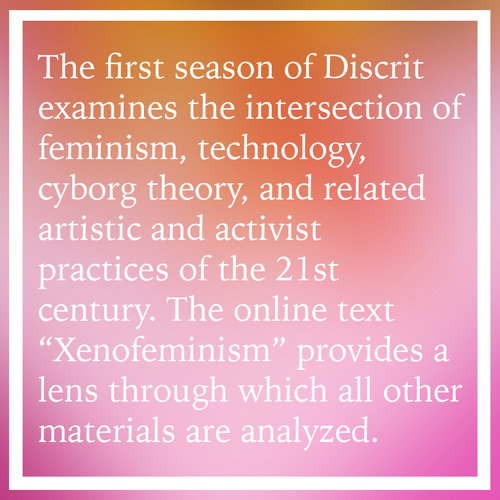 The first season of Discrit
examines the intersection of
feminism, technology,
cyborg theory, and related
artistic and activist
practices of the 21st
century. The online text
“Xenofeminism” provides a
lens through which all other
materials are analyzed.